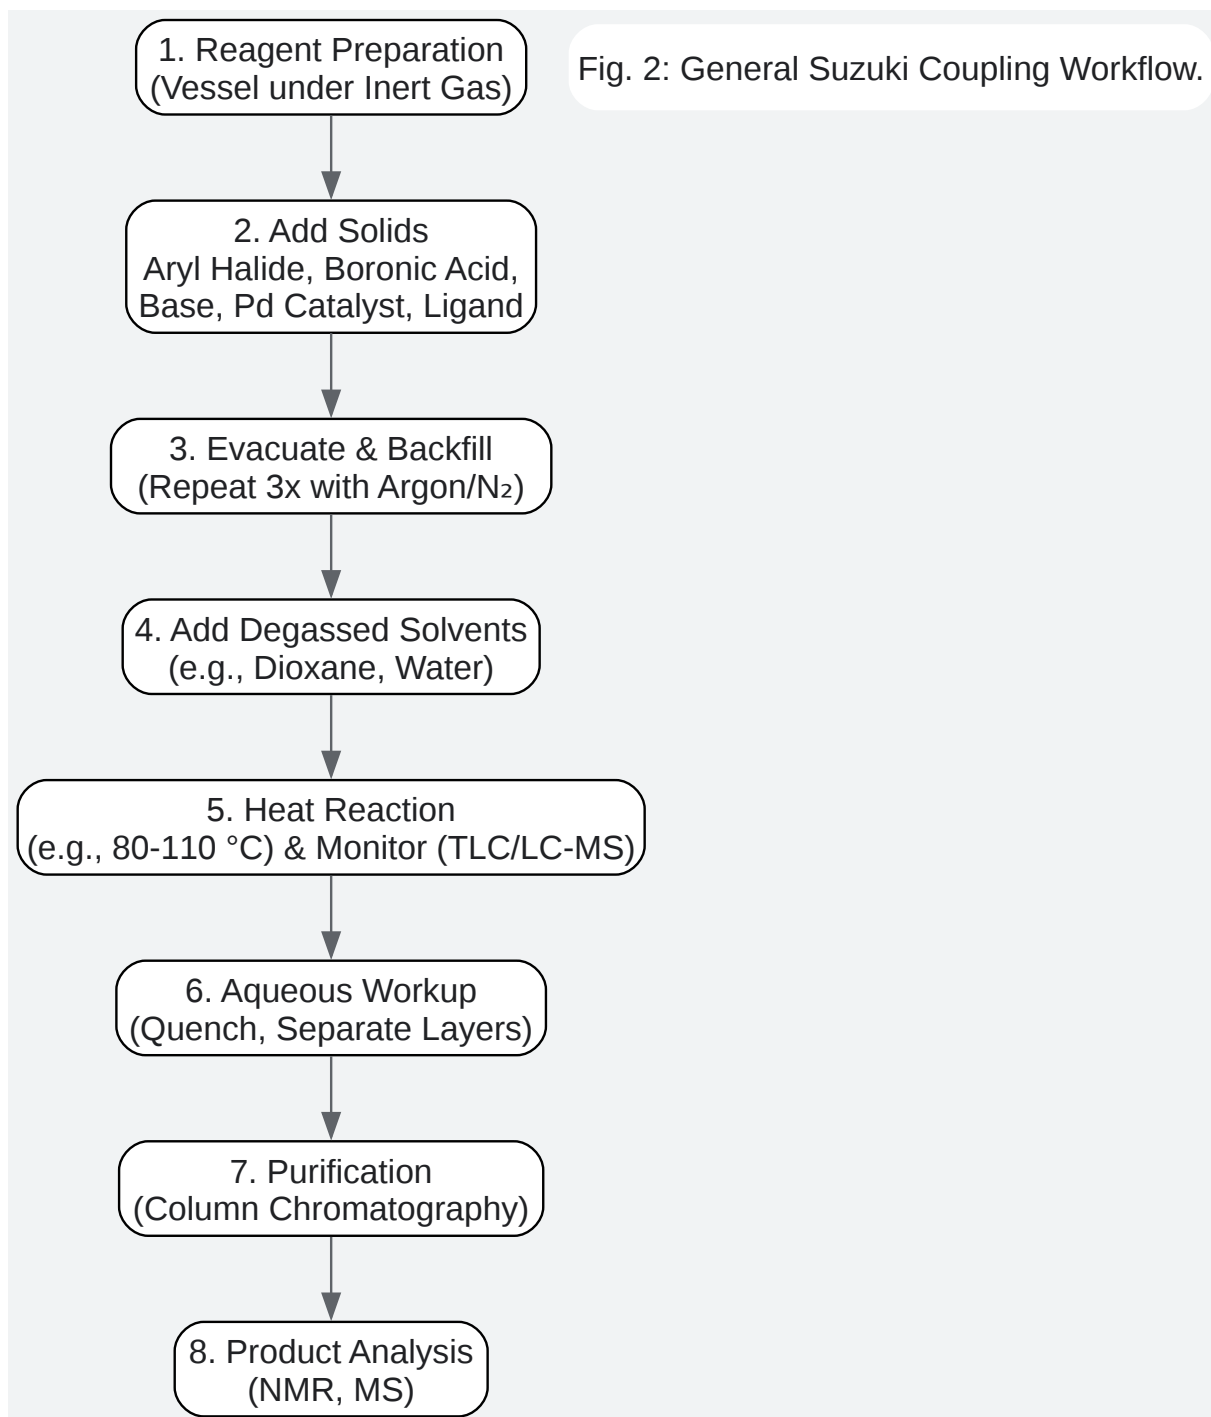 1. Reagent Preparation
(Vessel under Inert Gas)
Fig. 2: General Suzuki Coupling Workflow.
2. Add Solids
Aryl Halide, Boronic Acid,
Base, Pd Catalyst, Ligand
3. Evacuate & Backfill
(Repeat 3x with Argon/N₂)
4. Add Degassed Solvents
(e.g., Dioxane, Water)
5. Heat Reaction
(e.g., 80-110 °C) & Monitor (TLC/LC-MS)
6. Aqueous Workup
(Quench, Separate Layers)
7. Purification
(Column Chromatography)
8. Product Analysis
(NMR, MS)